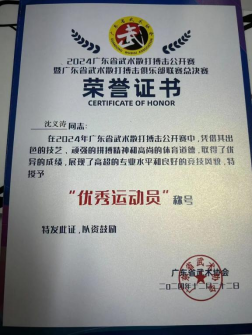 武
2024广东省武术散打搏击公开赛
暨广东省武术散打搏击俱乐部联赛总决赛
荣誉证书
CERTIFICATE OF HONOR
沈文涛 同志:
在2024年广东省武术散打搏击公开赛中,凭借其出
色的技艺、顽强的拼搏精神和高尚的体育道德,取得了优
异的成绩,展现了高超的专业水平和良好的竞技风貌,特
授予
“优秀运动员” 称号
特发此证,以资鼓励
广东省武术协会
二〇二四年十二月二十二日